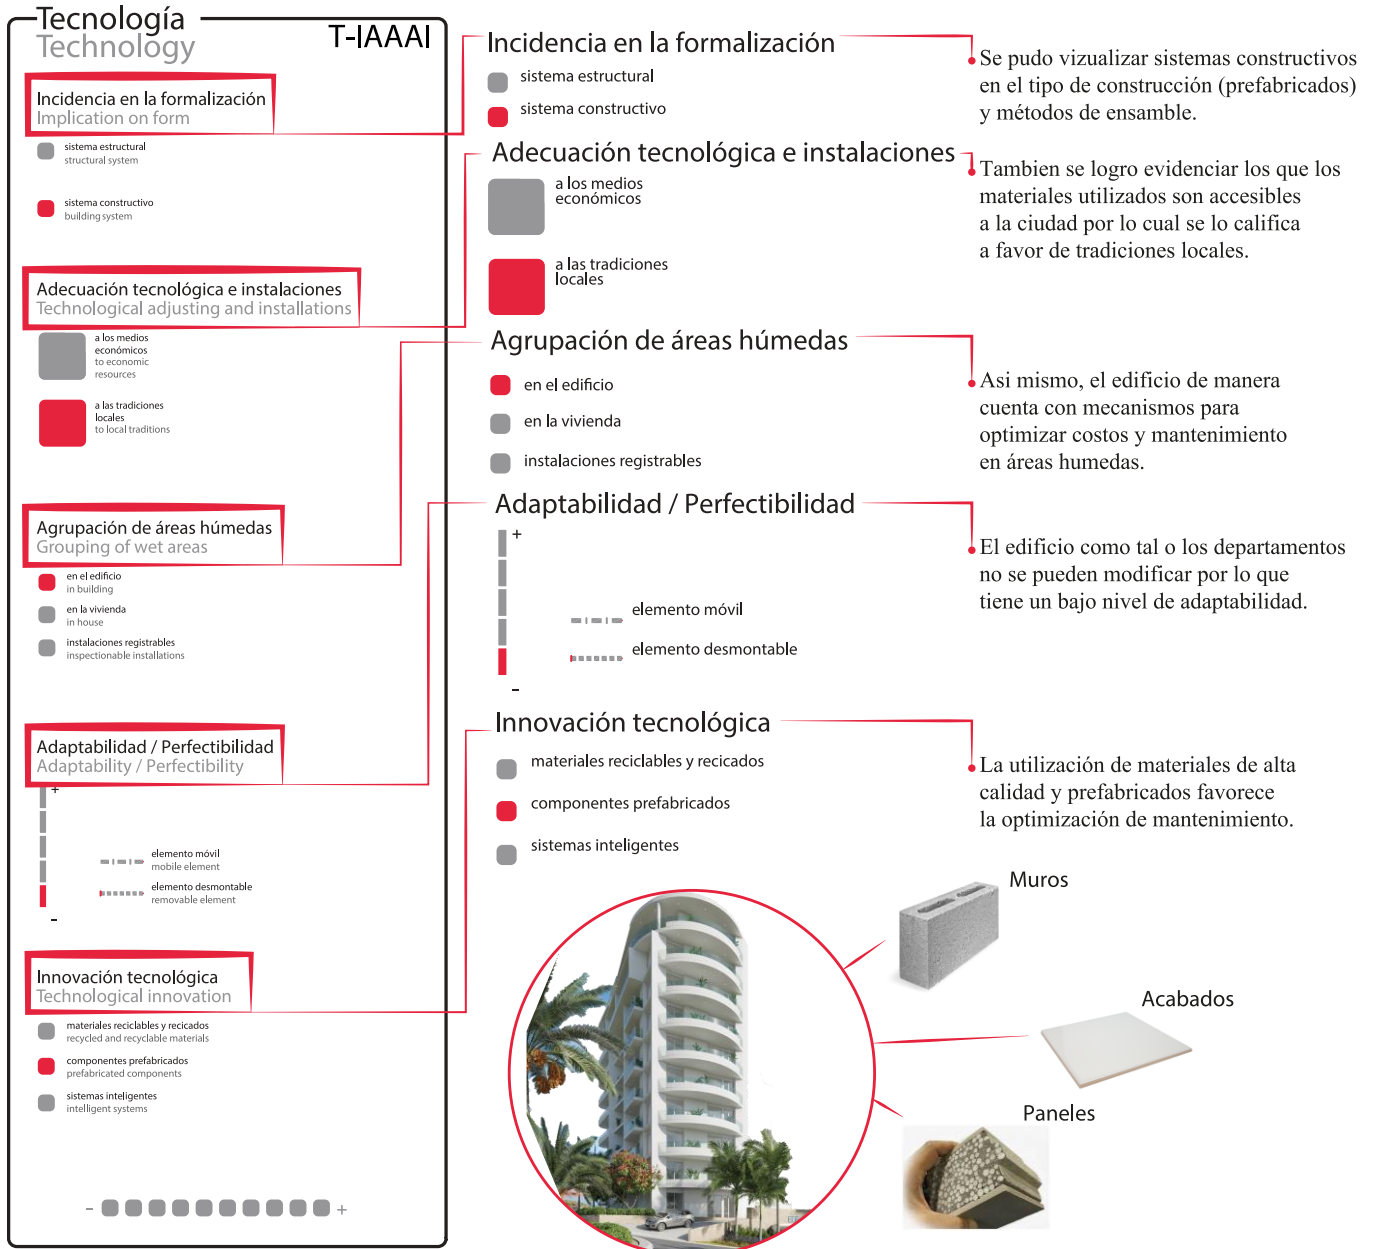 Tecnología
Technology
T-IAAAI
Incidencia en la formalización
Implication on form
sistema estructural
structural system
sistema constructivo
building system
Adecuación tecnológica e instalaciones
Technological adjusting and installations
a los medios
económicos
to economic
resources
a las tradiciones
locales
to local traditions
Agrupación de áreas húmedas
Grouping of wet areas
en el edificio
in building
en la vivienda
in house
instalaciones registrables
inspectionable installations
Adaptabilidad / Perfectibilidad
Adaptability / Perfectibility
+
elemento móvil
mobile element
elemento desmontable
removable element
-
Innovación tecnológica
Technological innovation
materiales reciclables y recicados
recycled and recyclable materials
componentes prefabricados
prefabricated components
sistemas inteligentes
intelligent systems
- +
Incidencia en la formalización
sistema estructural
sistema constructivo
Se pudo vizualizar sistemas constructivos
en el tipo de construcción (prefabricados)
y métodos de ensamble.
Adecuación tecnológica e instalaciones
a los medios
económicos
a las tradiciones
locales
Tambien se logro evidenciar los que los
materiales utilizados son accesibles
a la ciudad por lo cual se lo califica
a favor de tradiciones locales.
Agrupación de áreas húmedas
en el edificio
en la vivienda
instalaciones registrables
Asi mismo, el edificio de manera
cuenta con mecanismos para
optimizar costos y mantenimiento
en áreas humedas.
Adaptabilidad / Perfectibilidad
+
elemento móvil
elemento desmontable
-
El edificio como tal o los departamentos
no se pueden modificar por lo que
tiene un bajo nivel de adaptabilidad.
Innovación tecnológica
materiales reciclables y recicados
componentes prefabricados
sistemas inteligentes
La utilización de materiales de alta
calidad y prefabricados favorece
la optimización de mantenimiento.
Muros
Acabados
Paneles